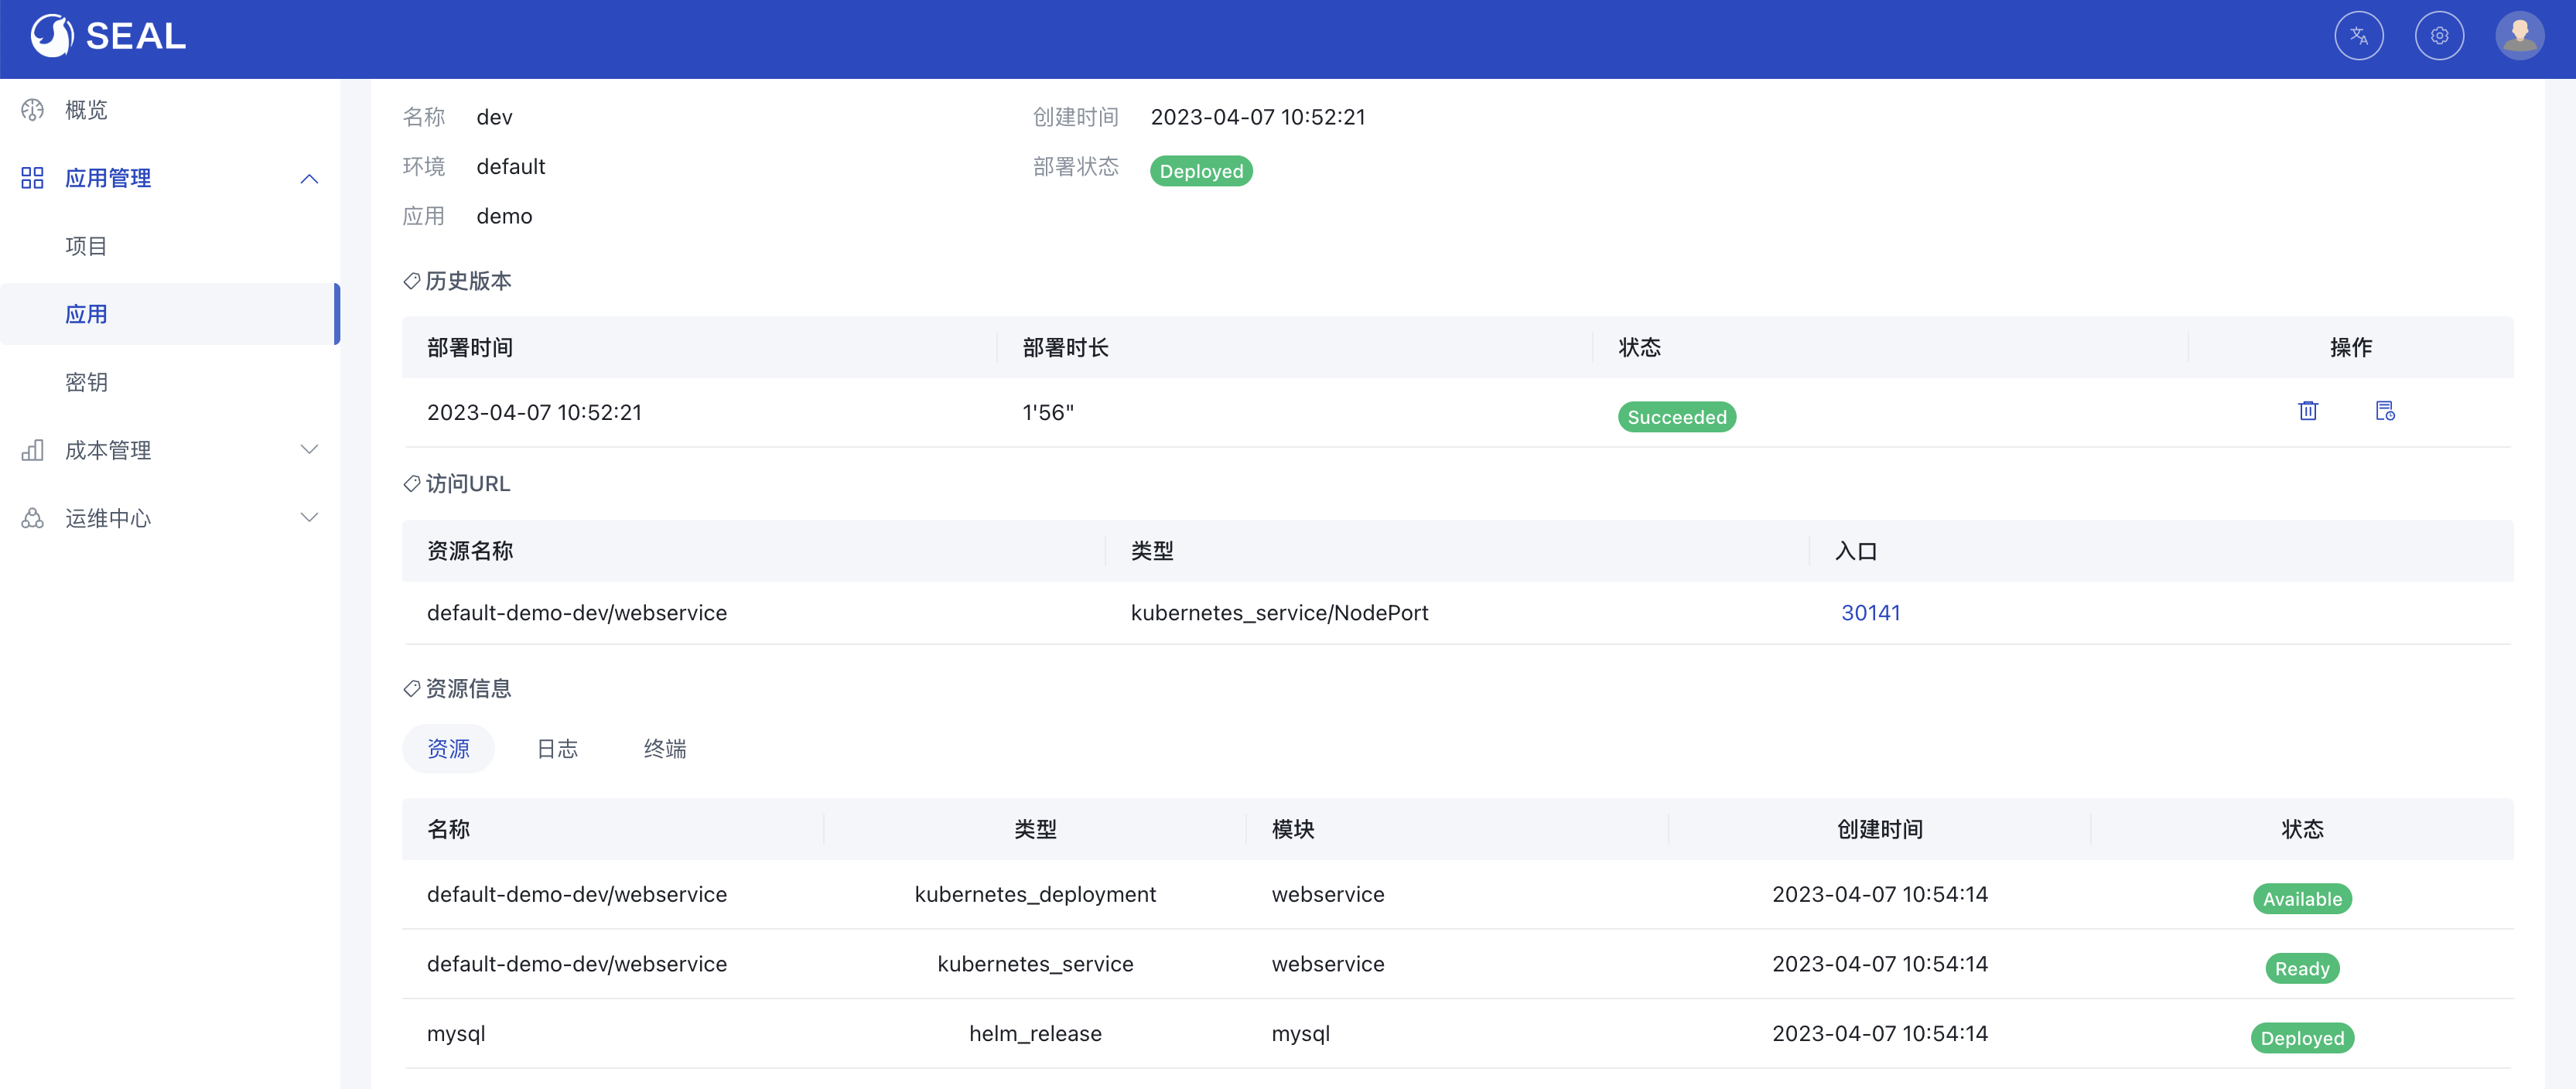 SEAL
概览
应用管理
项目
应用
密钥
成本管理
运维中心
名称 dev 创建时间 2023-04-07 10:52:21
环境 default 部署状态 Deployed
应用 demo
历史版本
部署时间 部署时长 状态 操作
2023-04-07 10:52:21 1'56" Succeeded
访问URL
资源名称 类型 入口
default-demo-dev/webservice kubernetes_service/NodePort 30141
资源信息
资源 日志 终端
名称 类型 模块 创建时间 状态
default-demo-dev/webservice kubernetes_deployment webservice 2023-04-07 10:54:14 Available
default-demo-dev/webservice kubernetes_service webservice 2023-04-07 10:54:14 Ready
mysql helm_release mysql 2023-04-07 10:54:14 Deployed